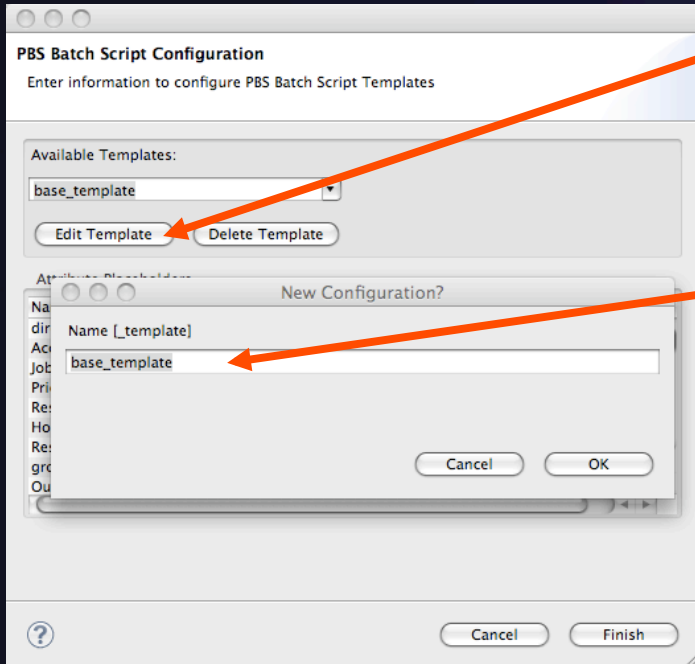 PBS Batch Script Configuration
Enter information to configure PBS Batch Script Templates
Available Templates:
base_template
Edit Template Delete Template
New Configuration?
Name [_template]
base_template
Cancel OK
Cancel Finish